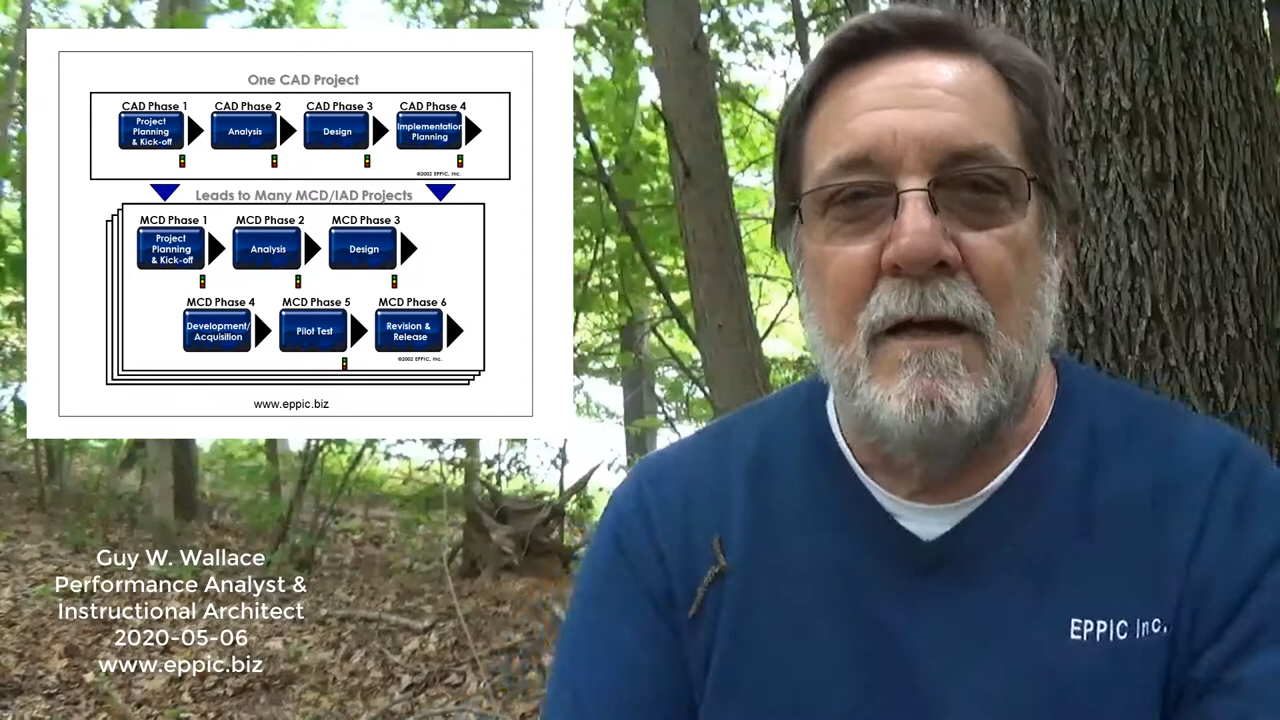 One CAD Project
CAD Phase 1 CAD Phase 2 CAD Phase 3 CAD Phase 4
Project
Planning
& Kick-off
Analysis
Design
Implementation
Planning
©2002 EPPIC, Inc.
Leads to Many MCD/IAD Projects
MCD Phase 1 MCD Phase 2 MCD Phase 3
Project
Planning
& Kick-off
Analysis
Design
MCD Phase 4 MCD Phase 5 MCD Phase 6
Development/
Acquisition
Pilot Test
Revision &
Release
©2002 EPPIC, Inc.
www.eppic.biz
Guy W. Wallace
Performance Analyst &
Instructional Architect
2020-05-06
www.eppic.biz
EPPIC Inc.